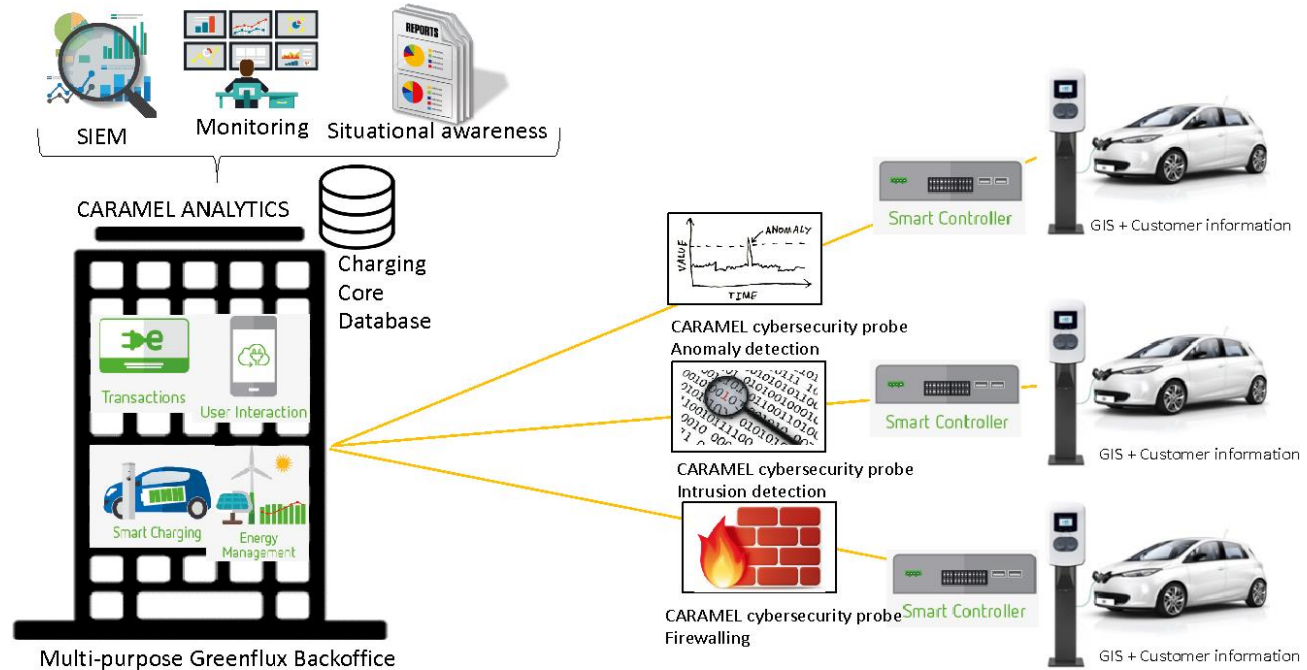 REPORTS
SIEM
Monitoring
Situational awareness
CARAMEL ANALYTICS
Charging
Core
Database
Transactions
User Interaction
Smart Charging
Energy
Management
Multi-purpose Greenflux Backoffice
VALUE
ANOMALY
TIME
CARAMEL cybersecurity probe
Anomaly detection
CARAMEL cybersecurity probe
Intrusion detection
CARAMEL cybersecurity probe
Firewalling
Smart Controller
GIS + Customer information
Smart Controller
GIS + Customer information
Smart Controller
GIS + Customer information